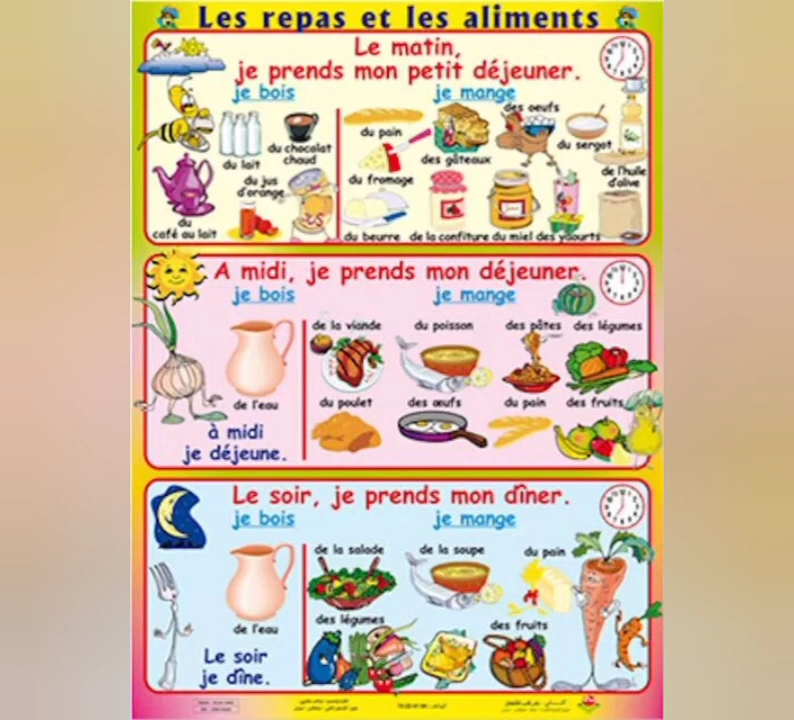 Les repas et les aliments
Le matin,
je prends mon petit déjeuner.
je bois
je mange
du lait
du chocolat
chaud
du
café au lait
du jus
d'orange
du pain
des gâteaux
des oeufs
du sergot
de l'huile
d'olive
du fromage
du beurre
de la confiture
du miel
des yaourts
A midi, je prends mon déjeuner.
je bois
je mange
de l'eau
à midi
je déjeune.
de la viande
du poisson
des pâtes
des légumes
du poulet
des œufs
du pain
des fruits
Le soir, je prends mon dîner.
je bois
je mange
de l'eau
Le soir
je dîne.
de la salade
de la soupe
du pain
des légumes
des fruits